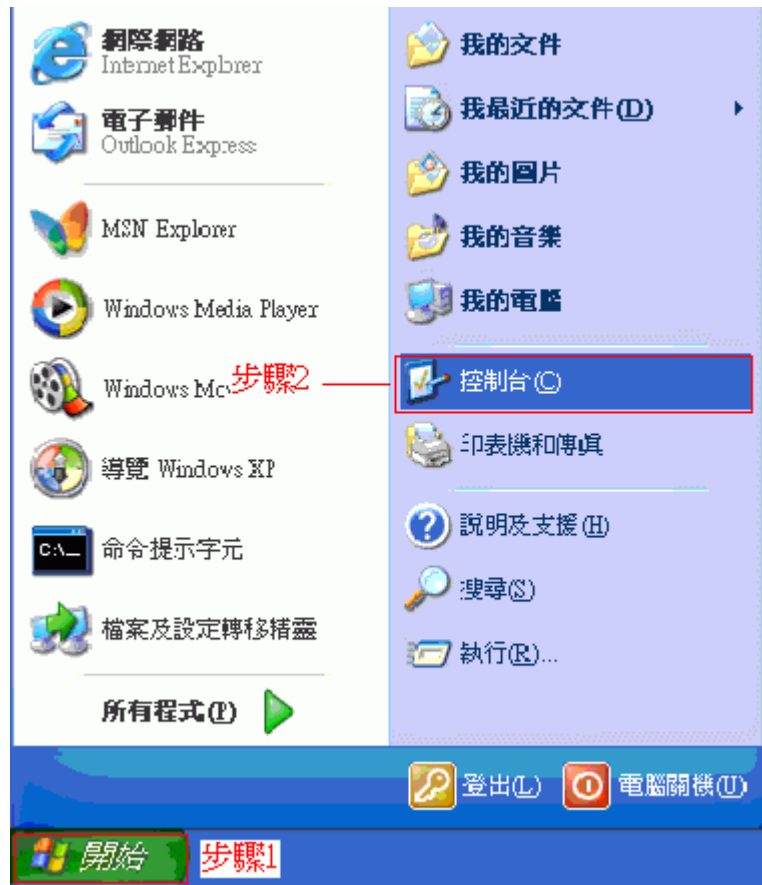 網際網路
Internet Explorer
電子郵件
Outlook Express
MSN Explorer
Windows Media Player
Windows Mov
步驟2
導覽 Windows XP
命令提示字元
C:\_
檔案及設定轉移精靈
所有程式(P)
我的文件
我最近的文件(D)
我的圖片
我的音樂
我的電腦
控制台(C)
印表機和傳真
說明及支援(H)
搜尋(S)
執行(R)...
登出(L)
電腦關機(U)
開始
步驟1